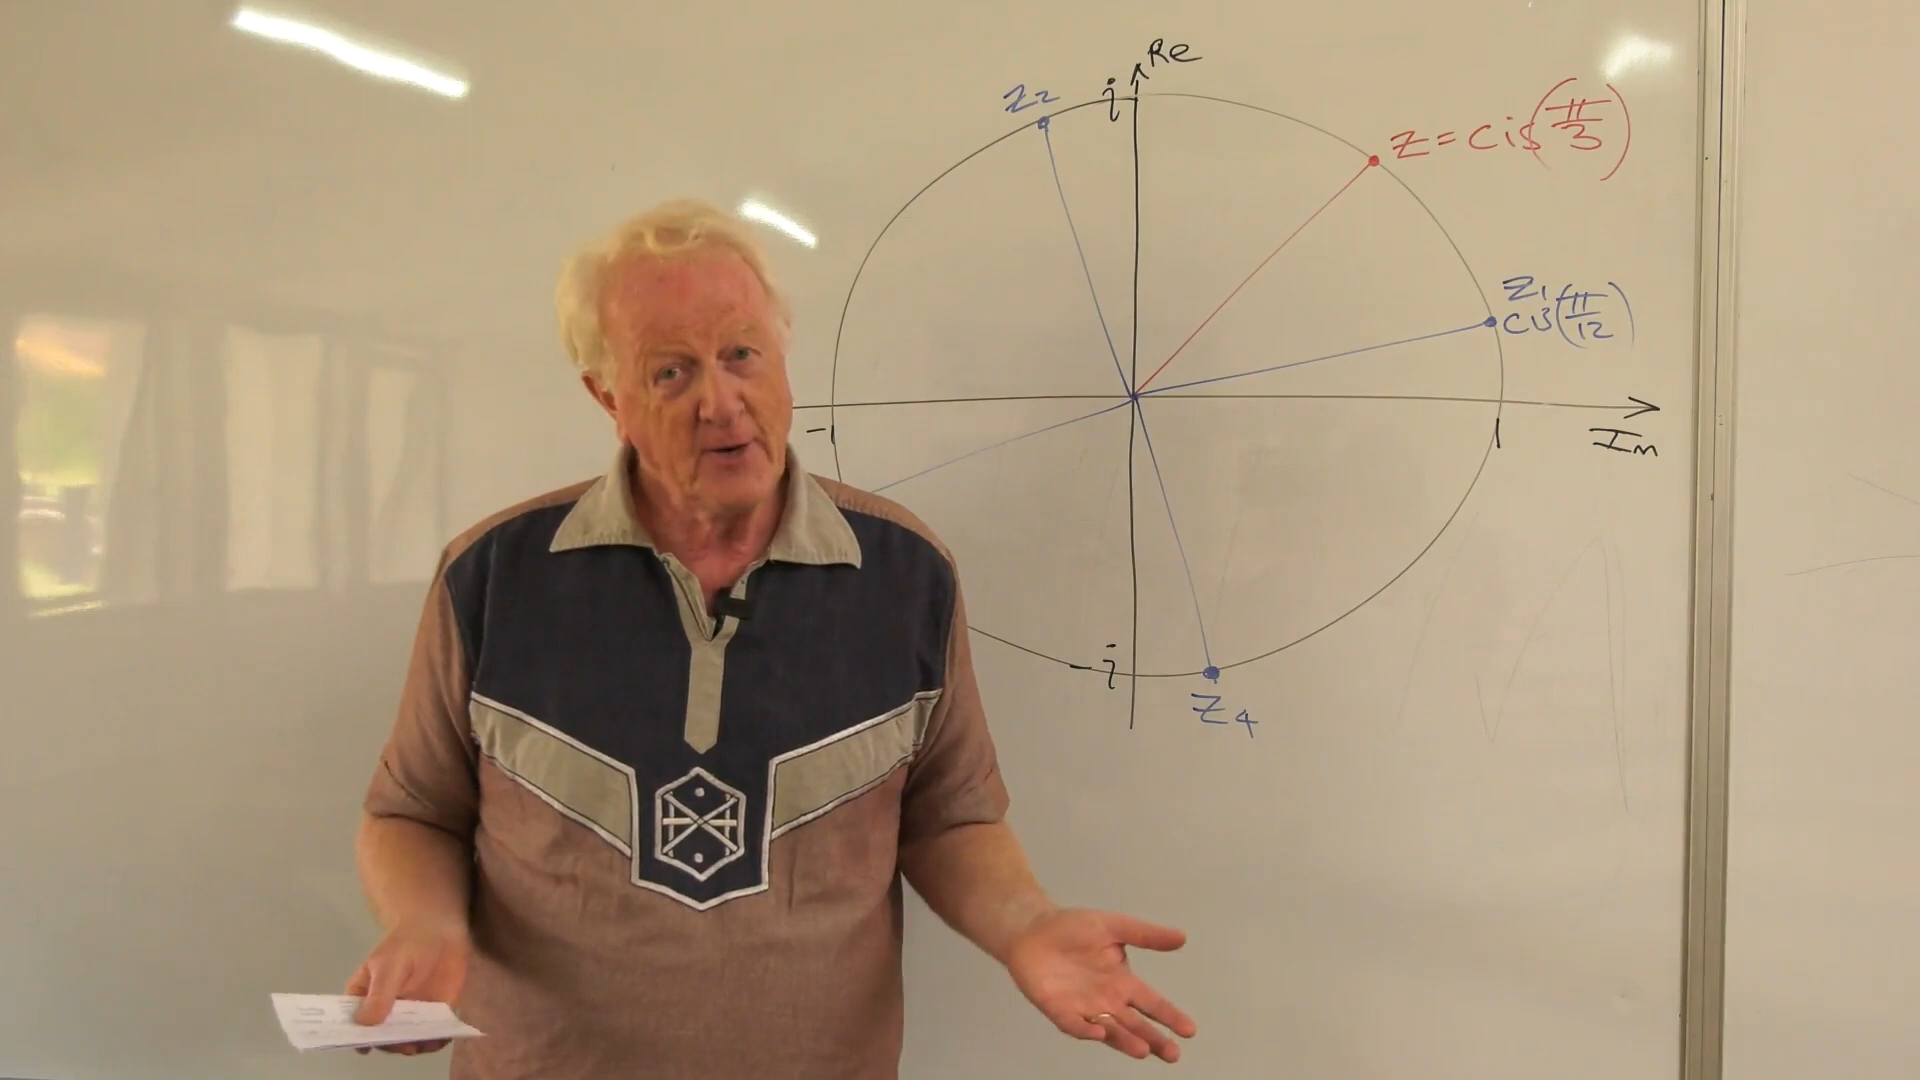 Re
i
z2
z = cis(π/3)
z1
cis(π/12)
-1
1
Im
-i
z4